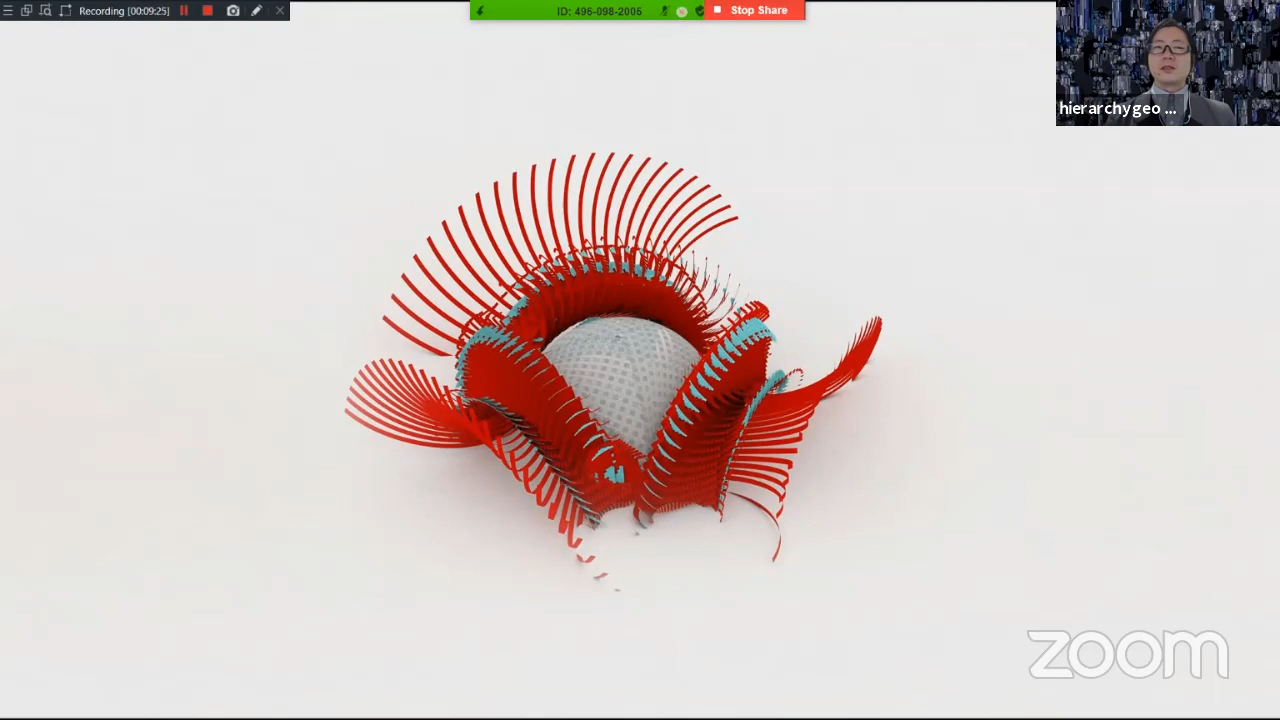 Recording [00:09:25]
ID: 496-098-2005
Stop Share
hierarchygeo ...
zoom